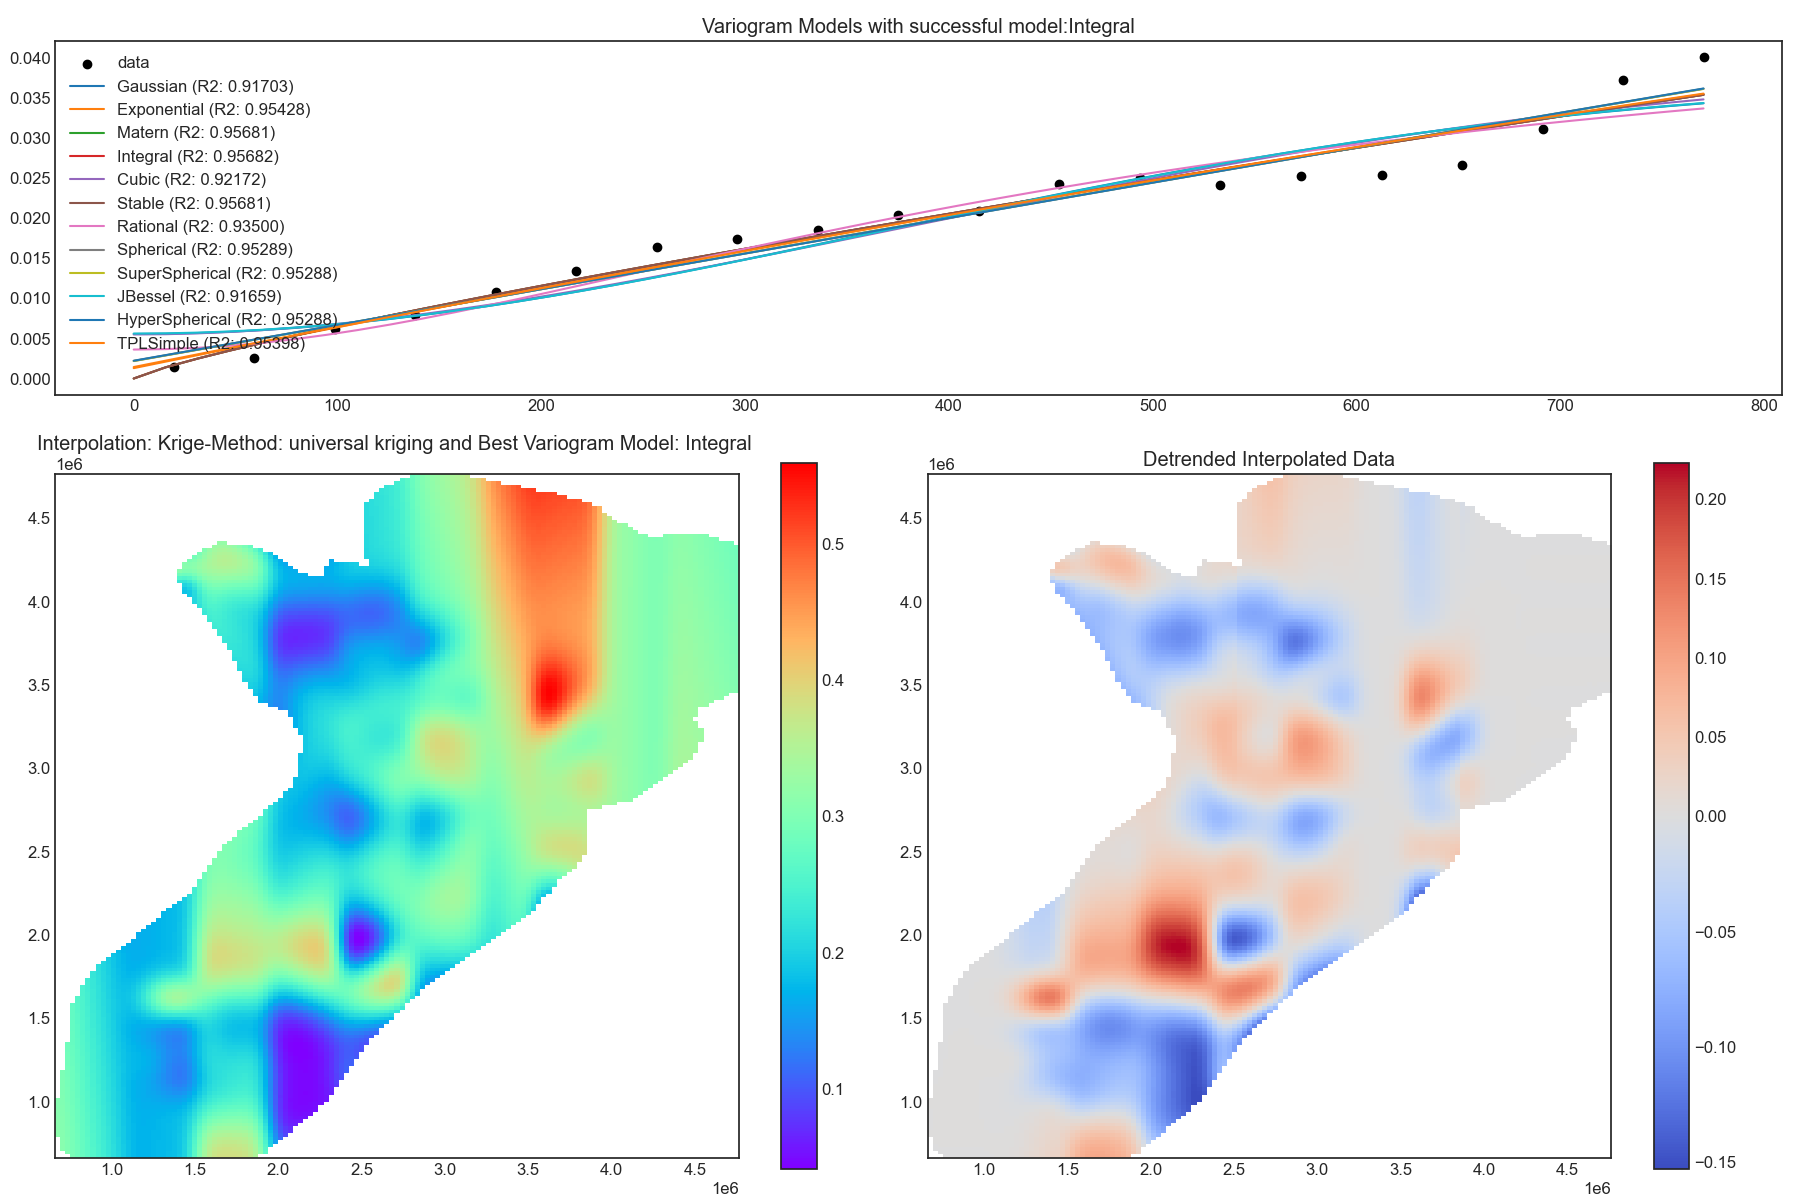 Variogram Models with successful model:Integral
0.040
0.035
0.030
0.025
0.020
0.015
0.010
0.005
0.000
data
Gaussian (R2: 0.91703)
Exponential (R2: 0.95428)
Matern (R2: 0.95681)
Integral (R2: 0.95682)
Cubic (R2: 0.92172)
Stable (R2: 0.95681)
Rational (R2: 0.93500)
Spherical (R2: 0.95289)
SuperSpherical (R2: 0.95288)
JBessel (R2: 0.91659)
HyperSpherical (R2: 0.95288)
TPLSimple (R2: 0.95398)
0 100 200 300 400 500 600 700 800
Interpolation: Krige-Method: universal kriging and Best Variogram Model: Integral
1e6
4.5
4.0
3.5
3.0
2.5
2.0
1.5
1.0
1.0 1.5 2.0 2.5 3.0 3.5 4.0 4.5
1e6
0.5
0.4
0.3
0.2
0.1
Detrended Interpolated Data
1e6
4.5
4.0
3.5
3.0
2.5
2.0
1.5
1.0
1.0 1.5 2.0 2.5 3.0 3.5 4.0 4.5
1e6
0.20
0.15
0.10
0.05
0.00
−0.05
−0.10
−0.15